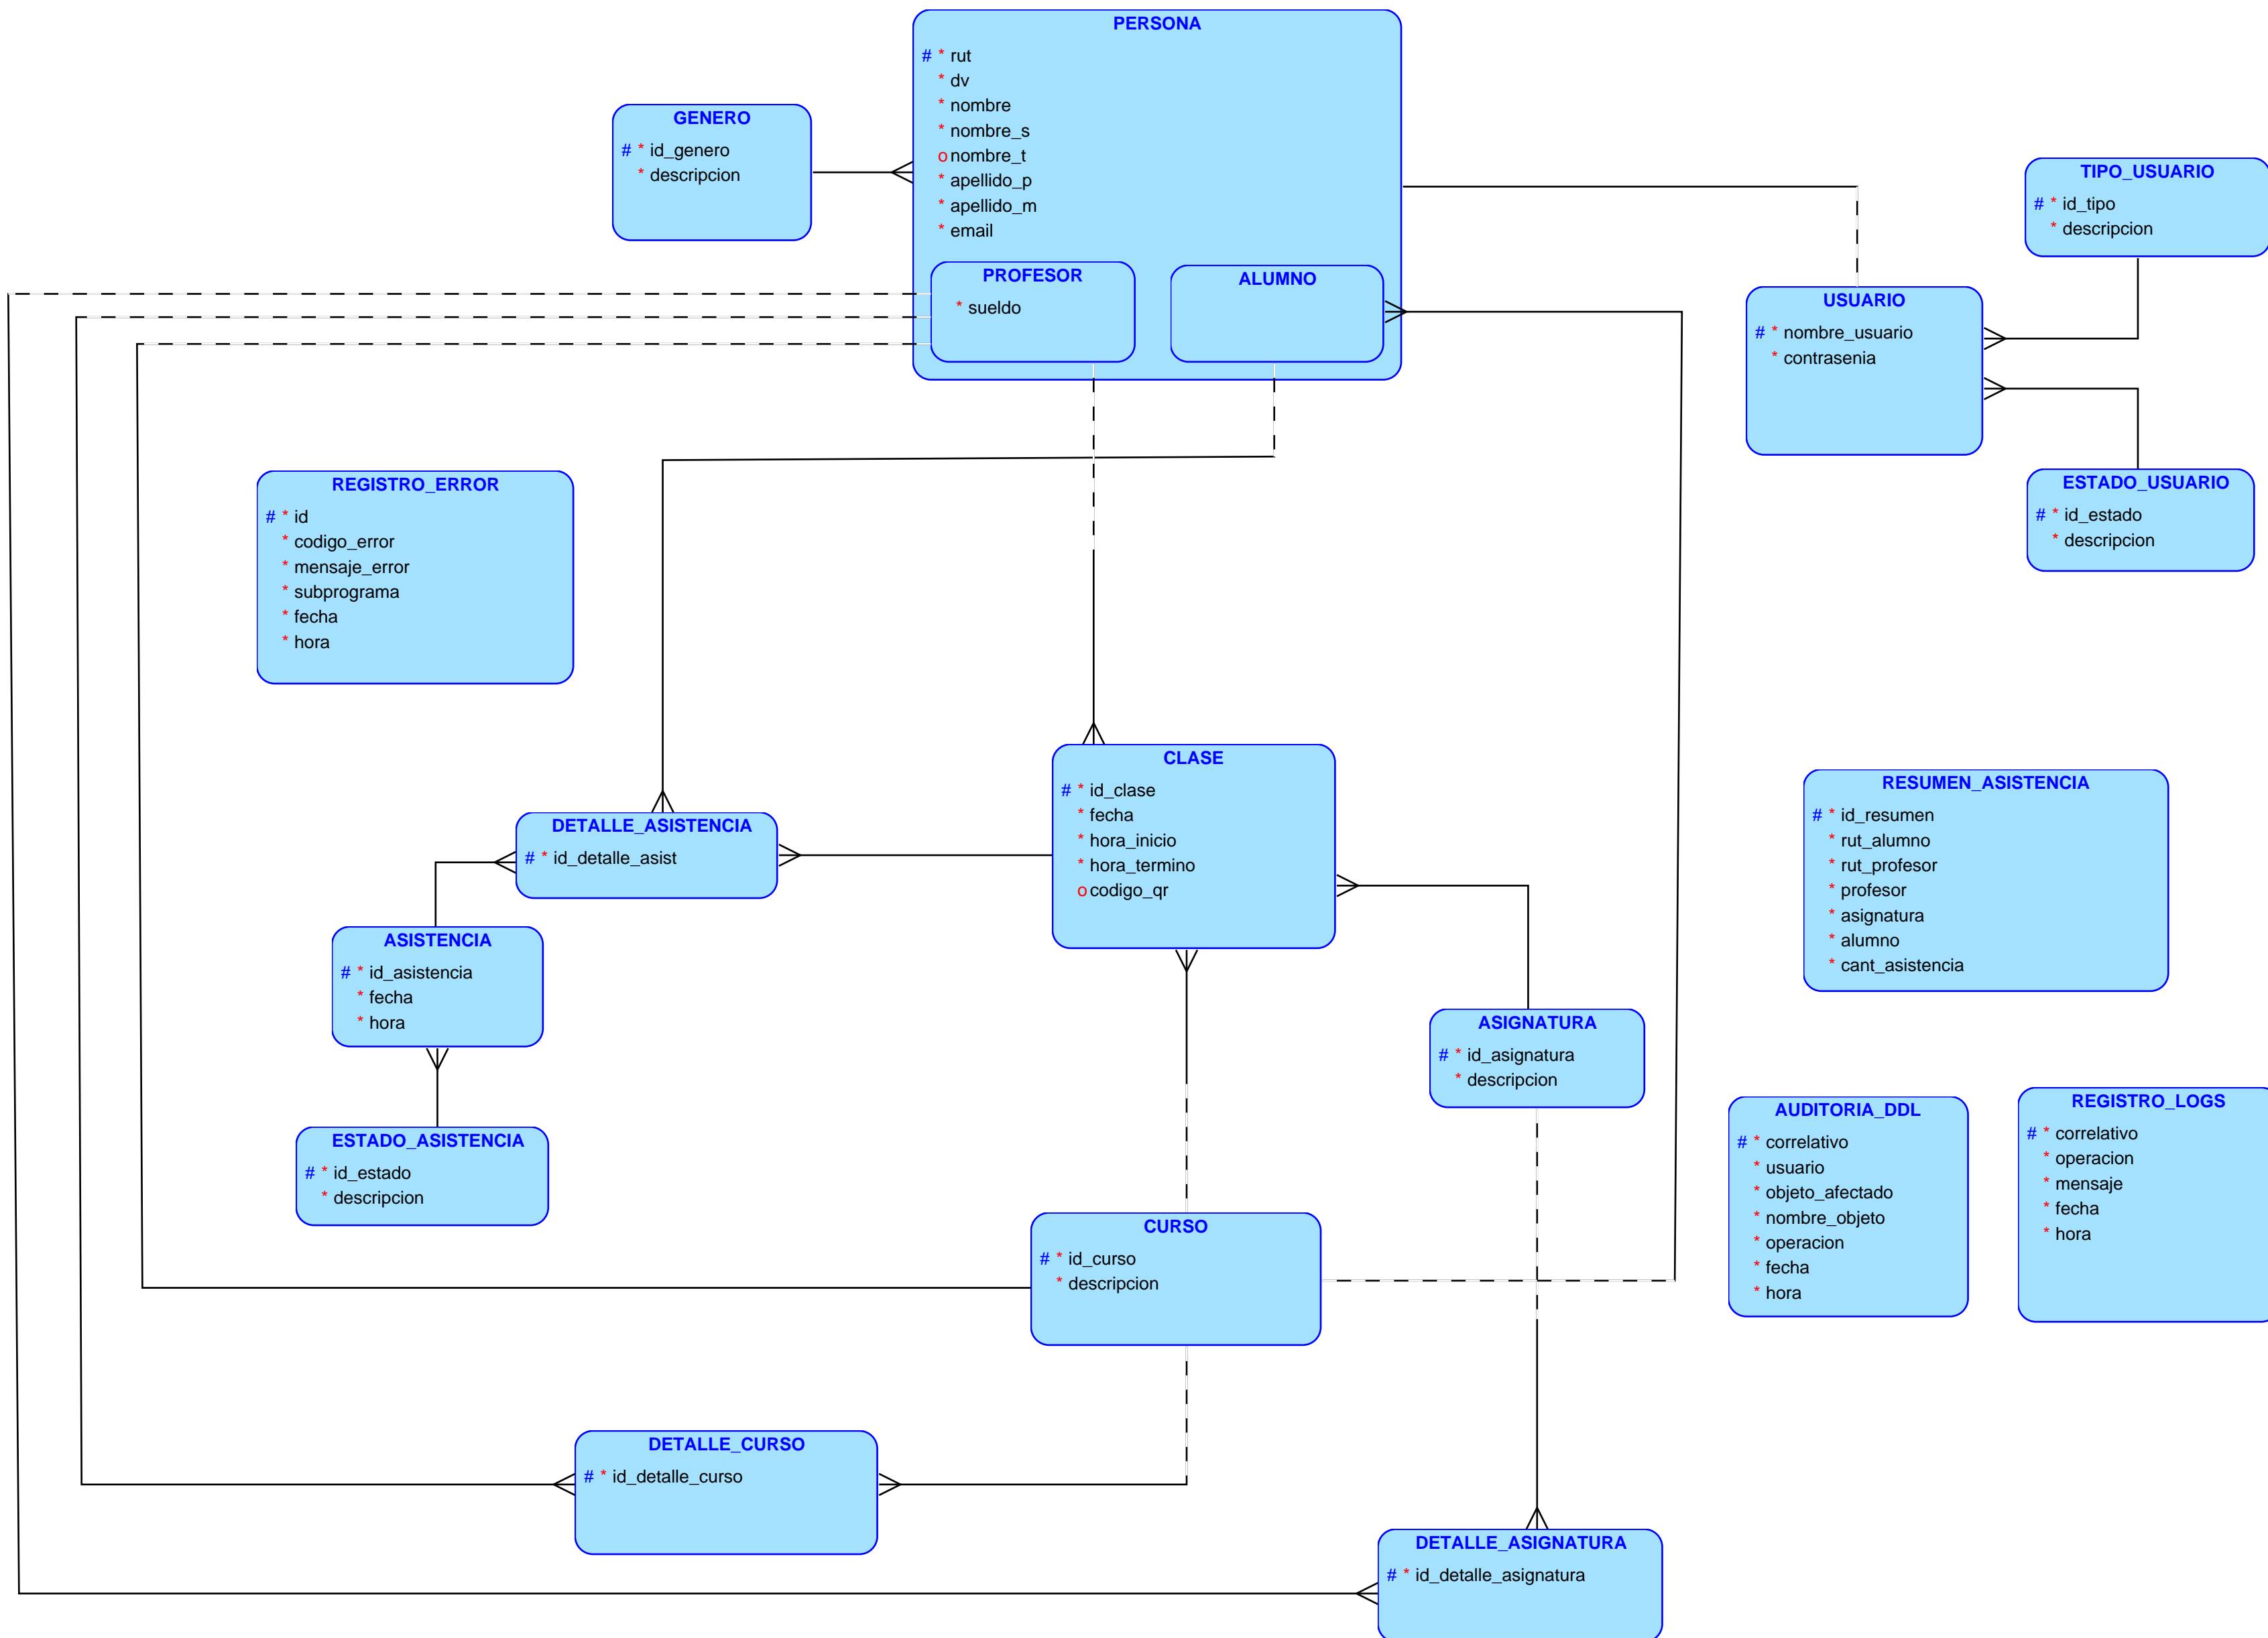 PERSONA
# * rut
* dv
* nombre
* nombre_s
o nombre_t
* apellido_p
* apellido_m
* email
GENERO
# * id_genero
* descripcion
PROFESOR
* sueldo
ALUMNO
TIPO_USUARIO
# * id_tipo
* descripcion
USUARIO
# * nombre_usuario
* contrasenia
ESTADO_USUARIO
# * id_estado
* descripcion
REGISTRO_ERROR
# * id
* codigo_error
* mensaje_error
* subprograma
* fecha
* hora
CLASE
# * id_clase
* fecha
* hora_inicio
* hora_termino
o codigo_qr
DETALLE_ASISTENCIA
# * id_detalle_asist
RESUMEN_ASISTENCIA
# * id_resumen
* rut_alumno
* rut_profesor
* profesor
* asignatura
* alumno
* cant_asistencia
ASISTENCIA
# * id_asistencia
* fecha
* hora
ASIGNATURA
# * id_asignatura
* descripcion
ESTADO_ASISTENCIA
# * id_estado
* descripcion
AUDITORIA_DDL
# * correlativo
* usuario
* objeto_afectado
* nombre_objeto
* operacion
* fecha
* hora
REGISTRO_LOGS
# * correlativo
* operacion
* mensaje
* fecha
* hora
CURSO
# * id_curso
* descripcion
DETALLE_CURSO
# * id_detalle_curso
DETALLE_ASIGNATURA
# * id_detalle_asignatura